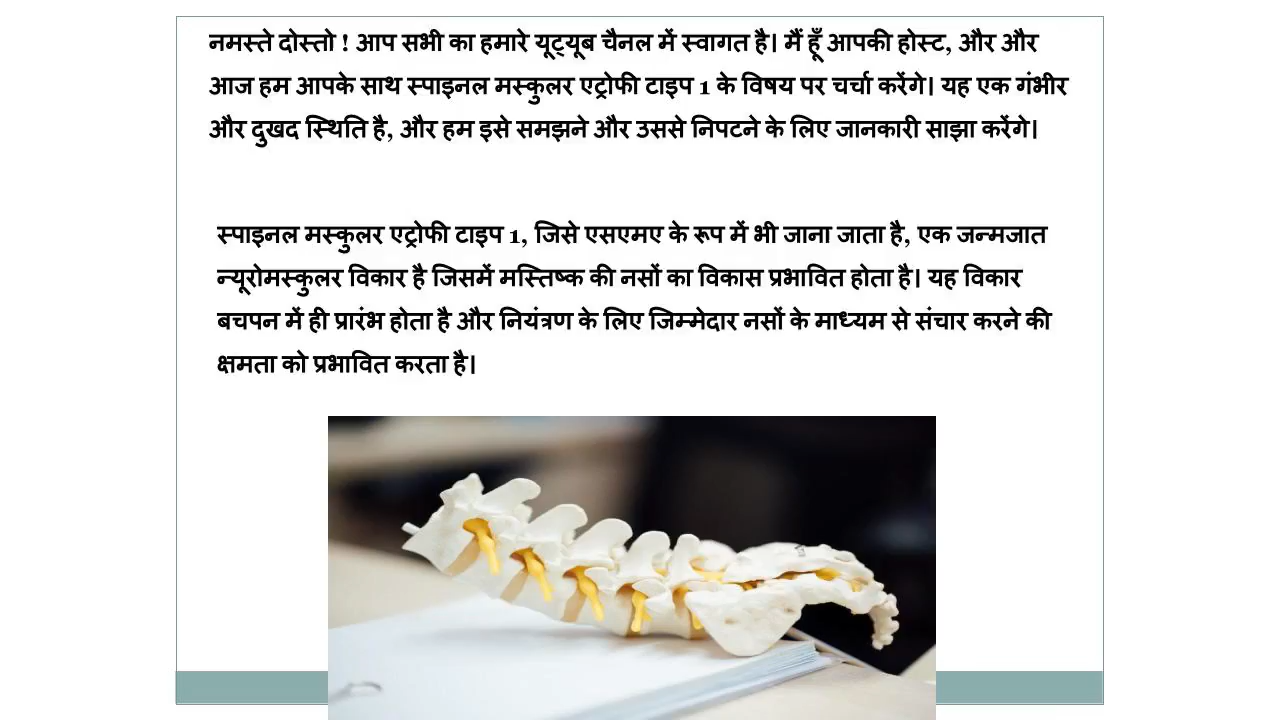 नमस्ते दोस्तो ! आप सभी का हमारे यूट्यूब चैनल में स्वागत है। मैं हूँ आपकी होस्ट, और और
आज हम आपके साथ स्पाइनल मस्कुलर एट्रोफी टाइप 1 के विषय पर चर्चा करेंगे। यह एक गंभीर
और दुखद स्थिति है, और हम इसे समझने और उससे निपटने के लिए जानकारी साझा करेंगे।
स्पाइनल मस्कुलर एट्रोफी टाइप 1, जिसे एसएमए के रूप में भी जाना जाता है, एक जन्मजात
न्यूरोमस्कुलर विकार है जिसमें मस्तिष्क की नसों का विकास प्रभावित होता है। यह विकार
बचपन में ही प्रारंभ होता है और नियंत्रण के लिए जिम्मेदार नसों के माध्यम से संचार करने की
क्षमता को प्रभावित करता है।